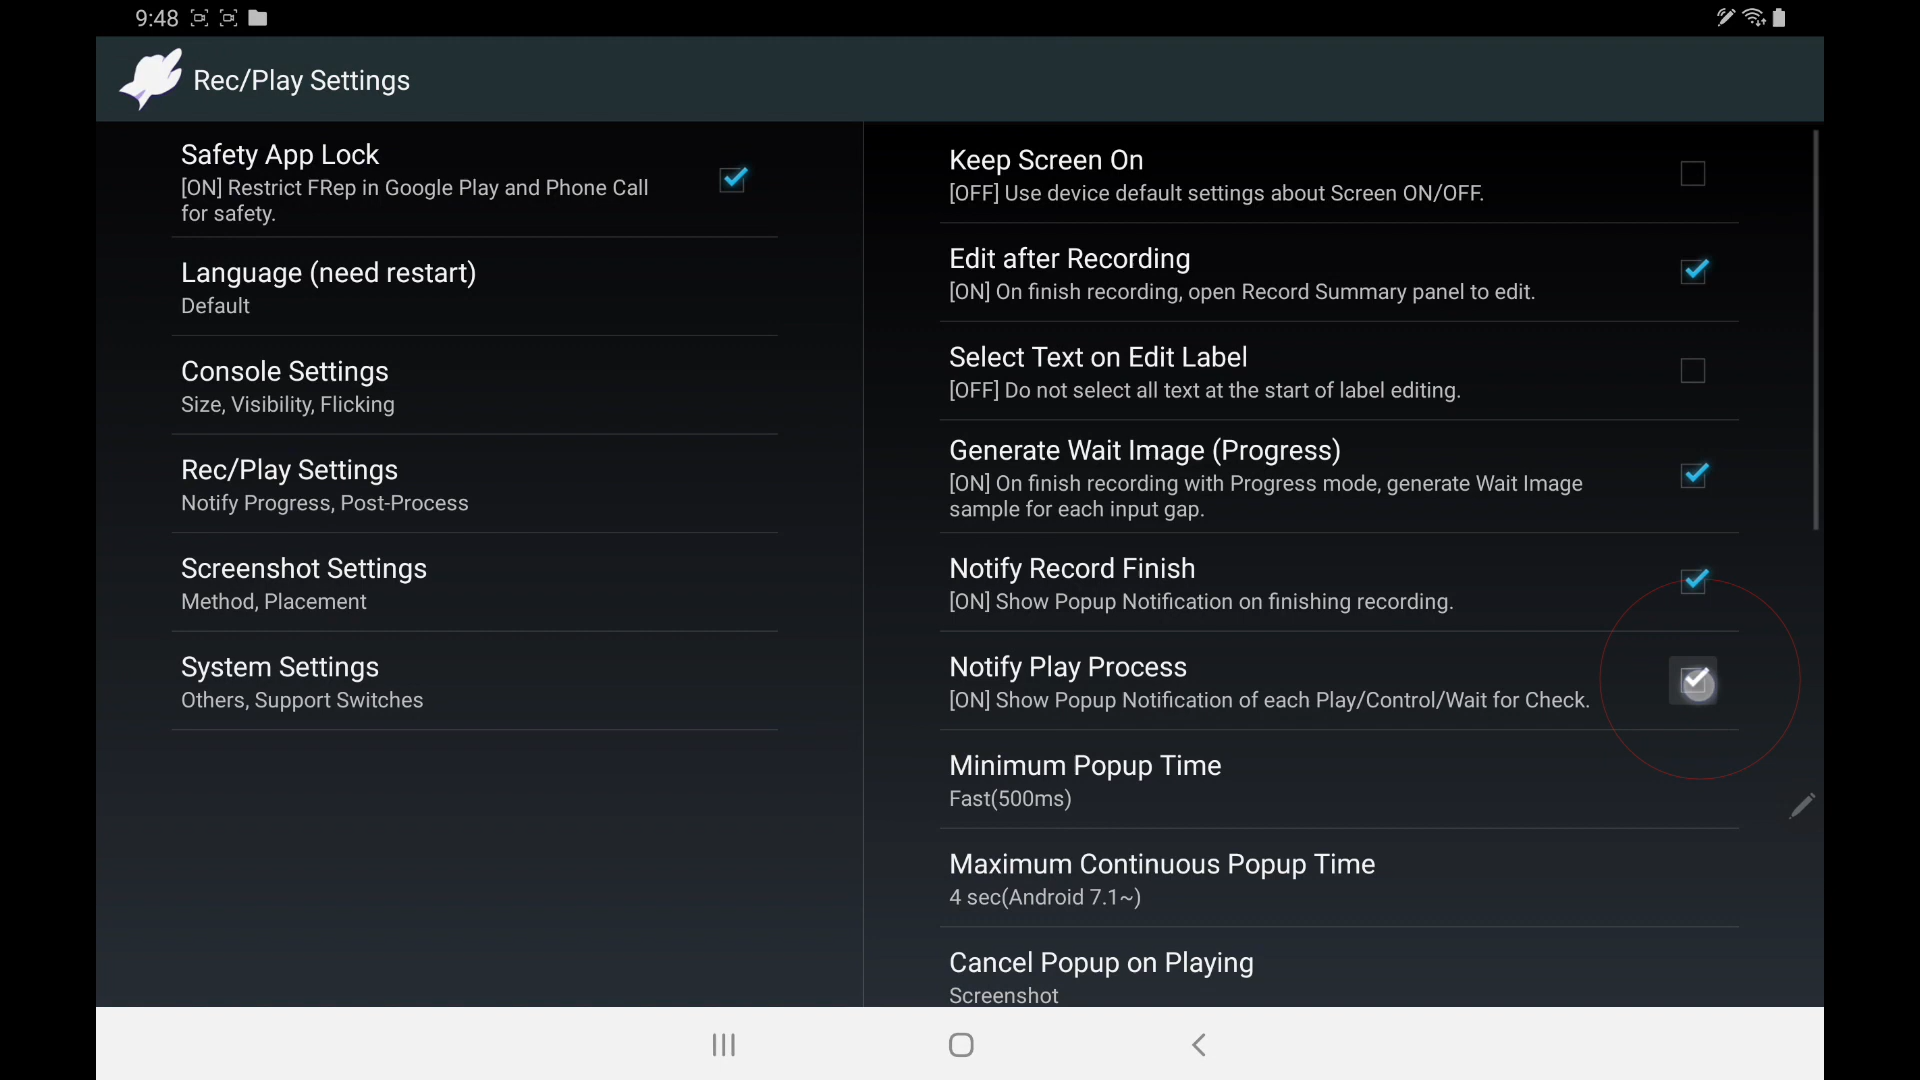 9:48
Rec/Play Settings
Safety App Lock
[ON] Restrict FRep in Google Play and Phone Call
for safety.
Language (need restart)
Default
Console Settings
Size, Visibility, Flicking
Rec/Play Settings
Notify Progress, Post-Process
Screenshot Settings
Method, Placement
System Settings
Others, Support Switches
Keep Screen On
[OFF] Use device default settings about Screen ON/OFF.
Edit after Recording
[ON] On finish recording, open Record Summary panel to edit.
Select Text on Edit Label
[OFF] Do not select all text at the start of label editing.
Generate Wait Image (Progress)
[ON] On finish recording with Progress mode, generate Wait Image
sample for each input gap.
Notify Record Finish
[ON] Show Popup Notification on finishing recording.
Notify Play Process
[ON] Show Popup Notification of each Play/Control/Wait for Check.
Minimum Popup Time
Fast(500ms)
Maximum Continuous Popup Time
4 sec(Android 7.1~)
Cancel Popup on Playing
Screenshot